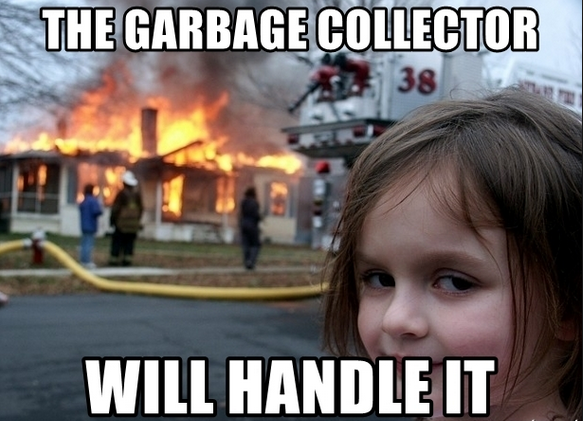 THE GARBAGE COLLECTOR
38
WILL HANDLE IT